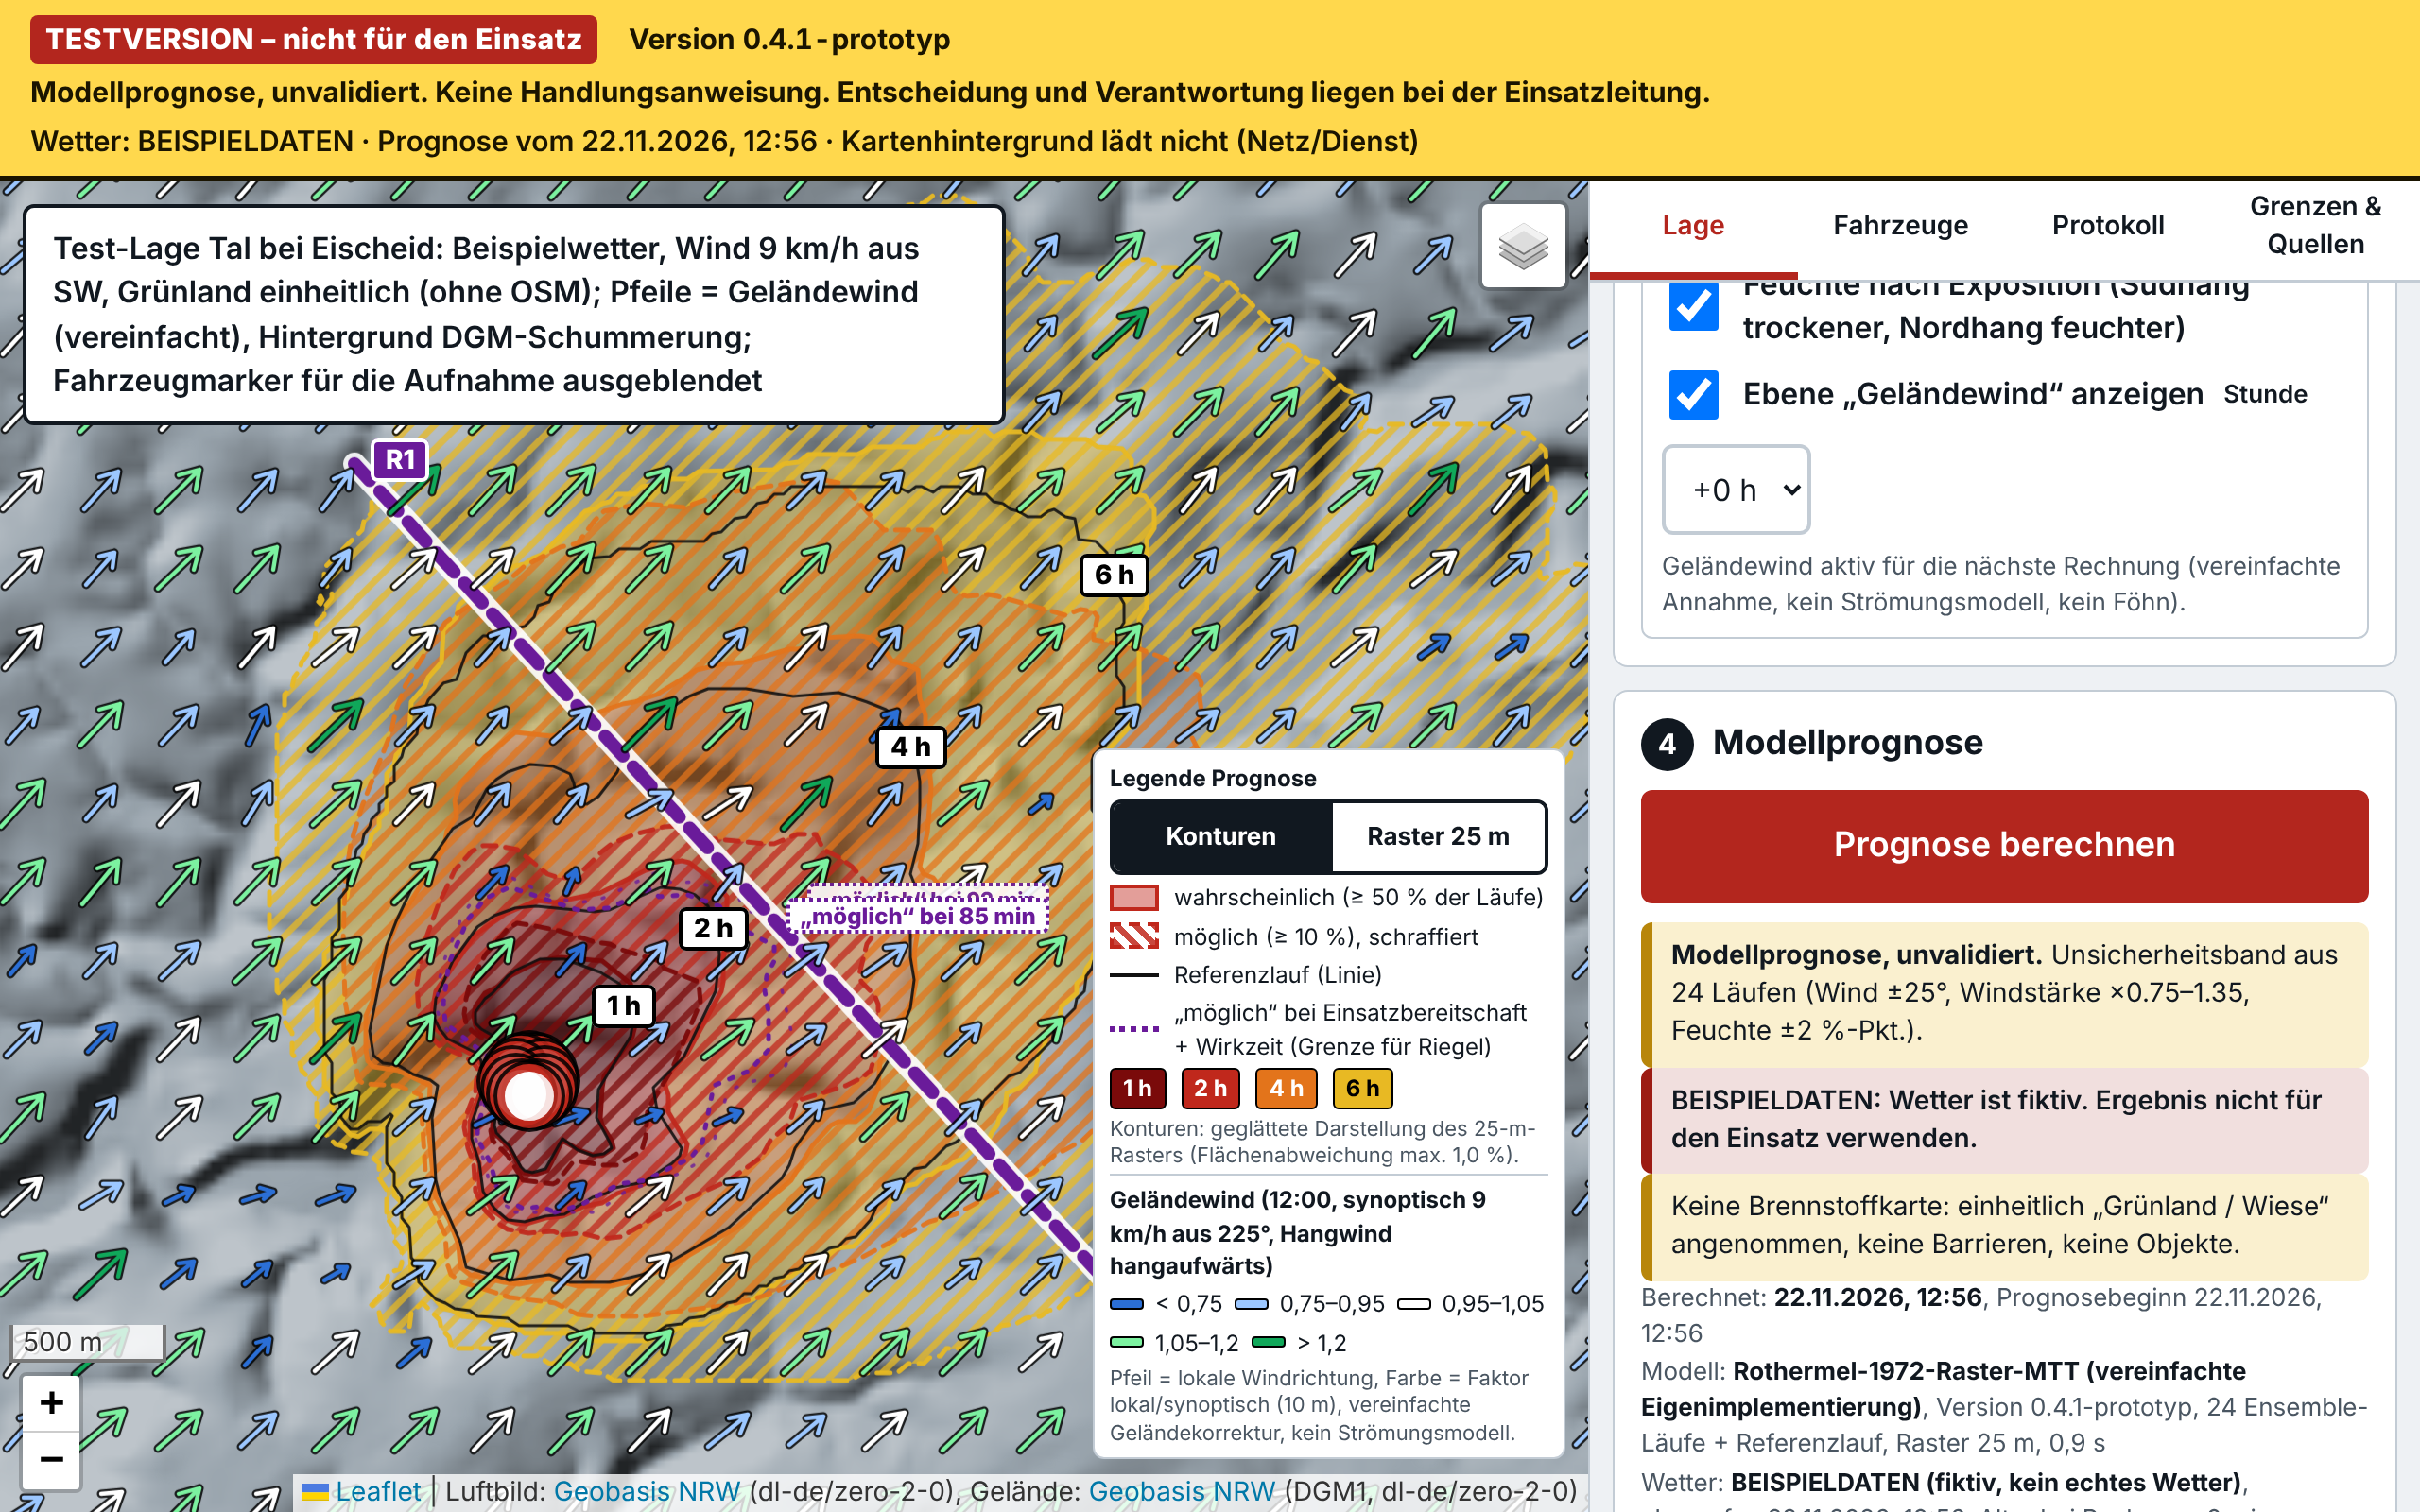 TESTVERSION – nicht für den Einsatz Version 0.4.1-prototyp
Modellprognose, unvalidiert. Keine Handlungsanweisung. Entscheidung und Verantwortung liegen bei der Einsatzleitung.
Wetter: BEISPIELDATEN · Prognose vom 22.11.2026, 12:56 · Kartenhintergrund lädt nicht (Netz/Dienst)
Test-Lage Tal bei Eischeid: Beispielwetter, Wind 9 km/h aus
SW, Grünland einheitlich (ohne OSM); Pfeile = Geländewind
(vereinfacht), Hintergrund DGM-Schummerung;
Fahrzeugmarker für die Aufnahme ausgeblendet
R1
6 h
4 h
„möglich“ bei 85 min
2 h
1 h
Legende Prognose
Konturen Raster 25 m
wahrscheinlich (≥ 50 % der Läufe)
möglich (≥ 10 %), schraffiert
Referenzlauf (Linie)
„möglich“ bei Einsatzbereitschaft
+ Wirkzeit (Grenze für Riegel)
1 h 2 h 4 h 6 h
Konturen: geglättete Darstellung des 25-m-
Rasters (Flächenabweichung max. 1,0 %).
Geländewind (12:00, synoptisch 9
km/h aus 225°, Hangwind
hangaufwärts)
< 0,75 0,75–0,95 0,95–1,05
1,05–1,2 > 1,2
Pfeil = lokale Windrichtung, Farbe = Faktor
lokal/synoptisch (10 m), vereinfachte
Geländekorrektur, kein Strömungsmodell.
500 m
+
−
Leaflet | Luftbild: Geobasis NRW (dl-de/zero-2-0), Gelände: Geobasis NRW (DGM1, dl-de/zero-2-0)
Lage Fahrzeuge Protokoll Grenzen &
Quellen
Feuchte nach Exposition (Südhang
trockener, Nordhang feuchter)
Ebene „Geländewind“ anzeigen Stunde
+0 h
Geländewind aktiv für die nächste Rechnung (vereinfachte
Annahme, kein Strömungsmodell, kein Föhn).
4 Modellprognose
Prognose berechnen
Modellprognose, unvalidiert. Unsicherheitsband aus
24 Läufen (Wind ±25°, Windstärke ×0.75–1.35,
Feuchte ±2 %-Pkt.).
BEISPIELDATEN: Wetter ist fiktiv. Ergebnis nicht für
den Einsatz verwenden.
Keine Brennstoffkarte: einheitlich „Grünland / Wiese“
angenommen, keine Barrieren, keine Objekte.
Berechnet: 22.11.2026, 12:56, Prognosebeginn 22.11.2026,
12:56
Modell: Rothermel-1972-Raster-MTT (vereinfachte
Eigenimplementierung), Version 0.4.1-prototyp, 24 Ensemble-
Läufe + Referenzlauf, Raster 25 m, 0,9 s
Wetter: BEISPIELDATEN (fiktiv, kein echtes Wetter),